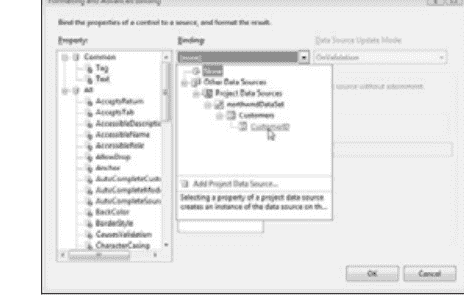 Formatting and Advanced Binding
Bind the properties of a control to a source, and format the result.
Property:
Binding:
Data Source Update Mode
Common
Tag
Text
All
AcceptsReturn
AcceptsTab
AccessibleDescriptio
AccessibleName
AccessibleRole
AllowDrop
Anchor
AutoCompleteCusto
AutoCompleteMode
AutoCompleteSourc
BackColor
BorderStyle
CausesValidation
CharacterCasing
(none)
None
Other Data Sources
Project Data Sources
northwndDataSet
Customers
CustomerID
Add Project Data Source...
Selecting a property of a project data source
creates an instance of the data source on th...
OnValidation
source without adornment.
OK
Cancel